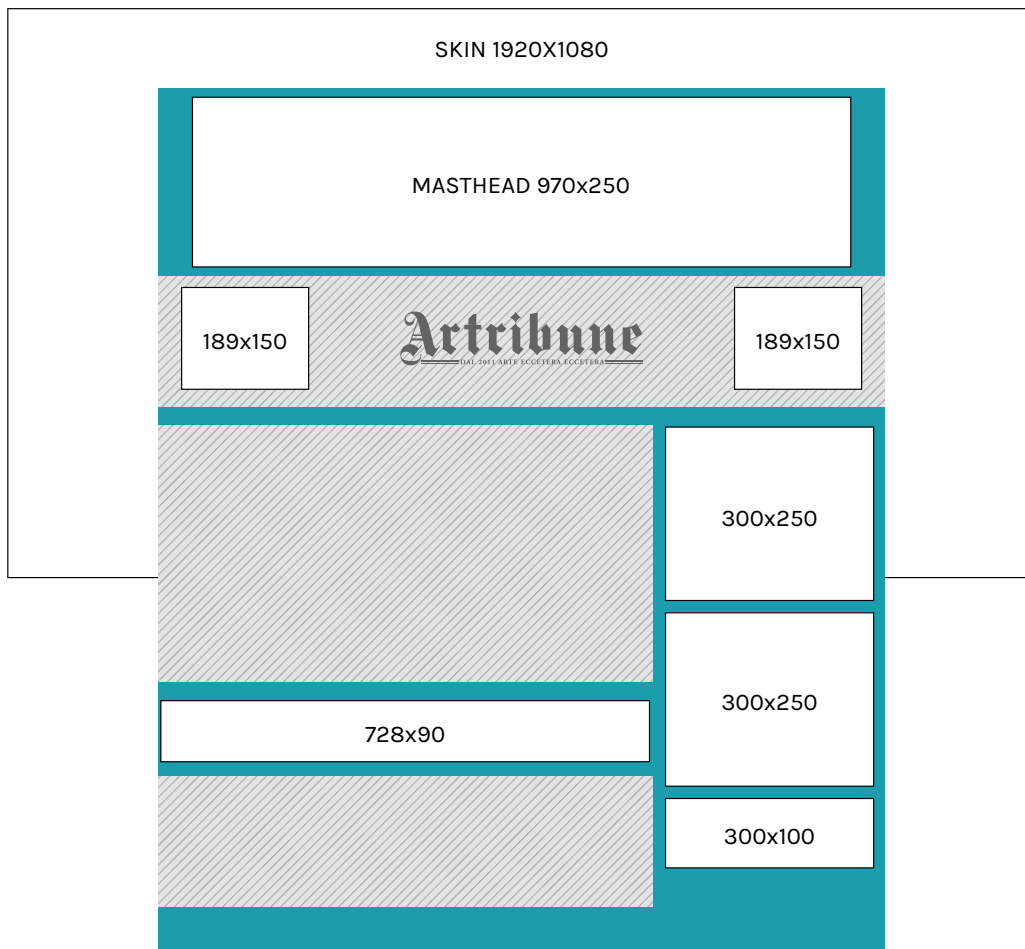 SKIN 1920X1080
MASTHEAD 970x250
189x150
Artribune
DAL 2011 ARTE ECCETERA ECCETERA
189x150
300x250
300x250
728x90
300x100